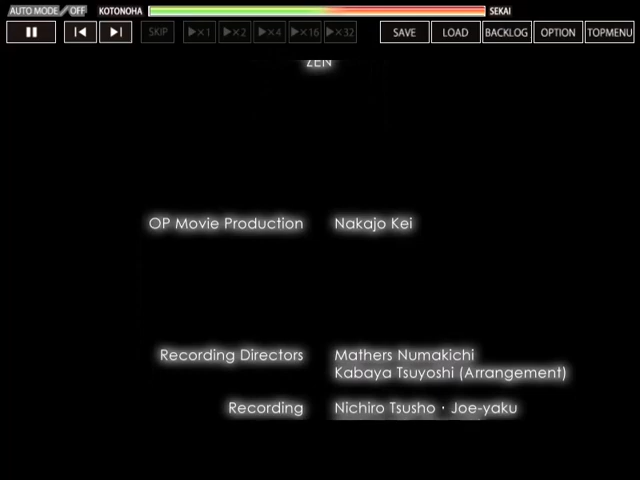 AUTO MODE/OFF KOTONOHA SEKAI
SKIP ▶×1 ▶×2 ▶×4 ▶×16 ▶×32 SAVE LOAD BACKLOG OPTION TOPMENU
ZEN
OP Movie Production Nakajo Kei
Recording Directors Mathers Numakichi
Kabaya Tsuyoshi (Arrangement)
Recording Nichiro Tsusho · Joe-yaku